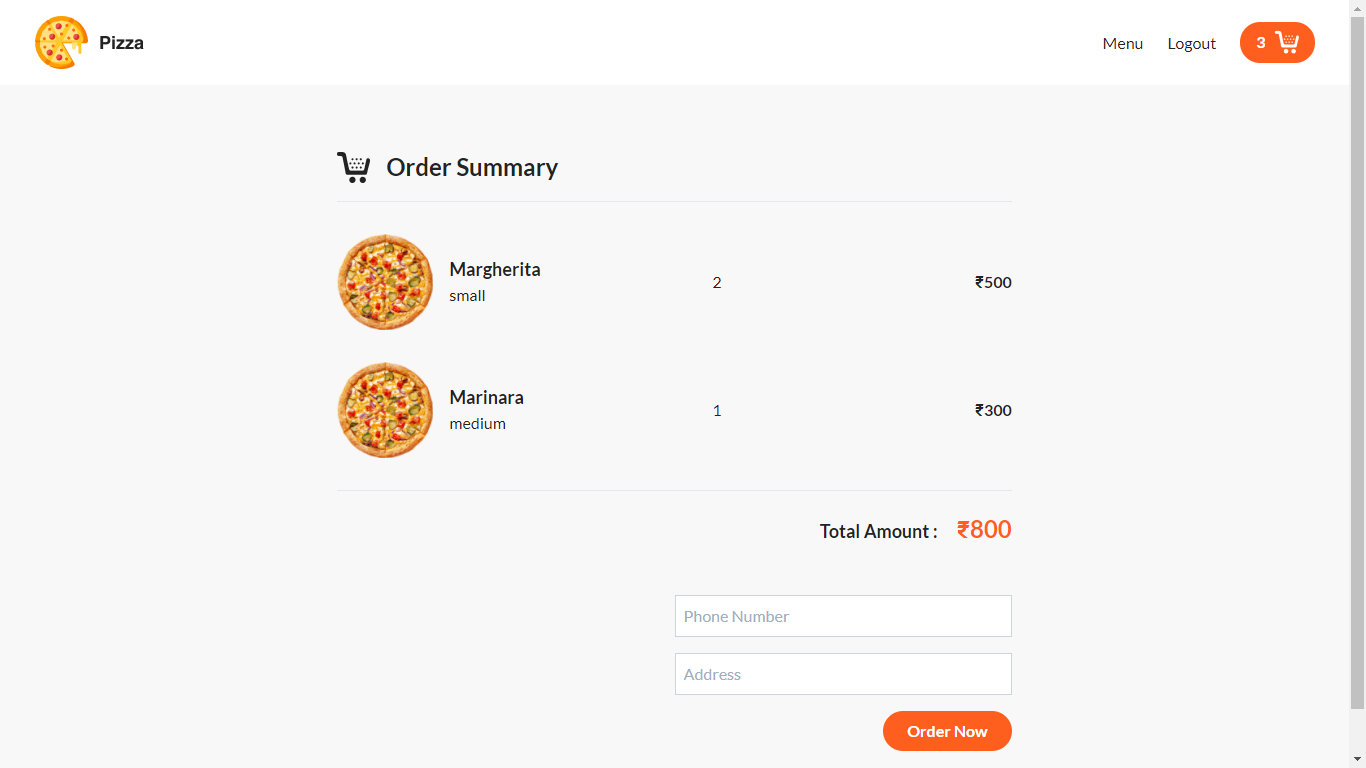 Pizza
Menu Logout 3
Order Summary
Margherita
small
2
₹500
Marinara
medium
1
₹300
Total Amount : ₹800
Phone Number
Address
Order Now